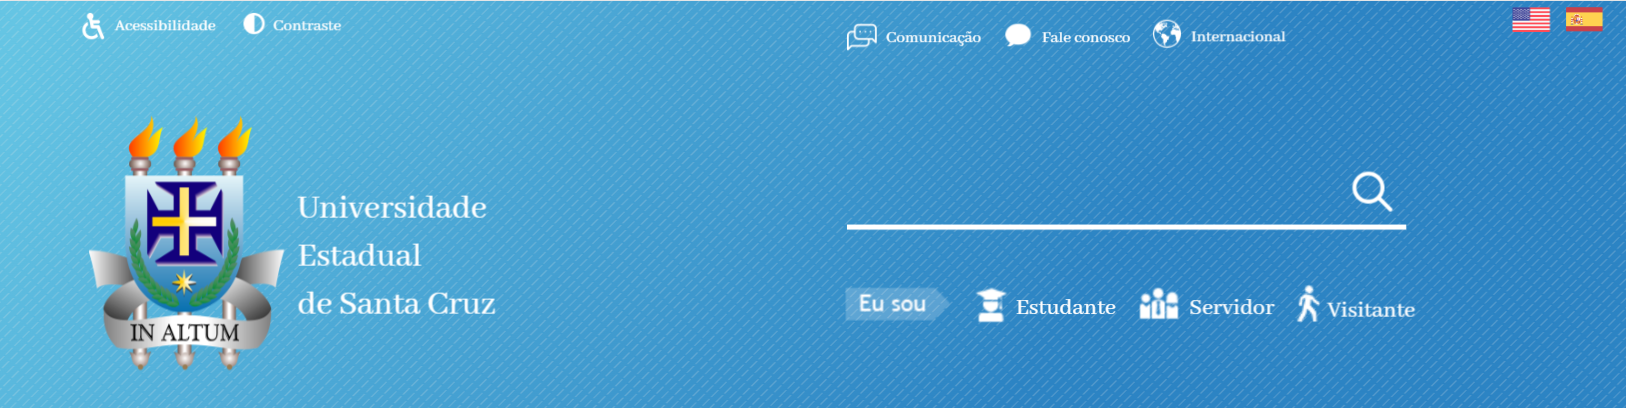 Acessibilidade
Contraste
Comunicação
Fale conosco
Internacional
Universidade
Estadual
de Santa Cruz
IN ALTUM
Eu sou
Estudante
Servidor
Visitante